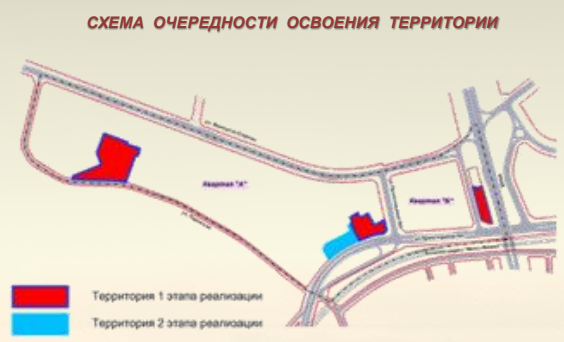 СХЕМА ОЧЕРЕДНОСТИ ОСВОЕНИЯ ТЕРРИТОРИИ
Квартал "А"
Квартал "Б"
Территория 1 этапа реализации
Территория 2 этапа реализации